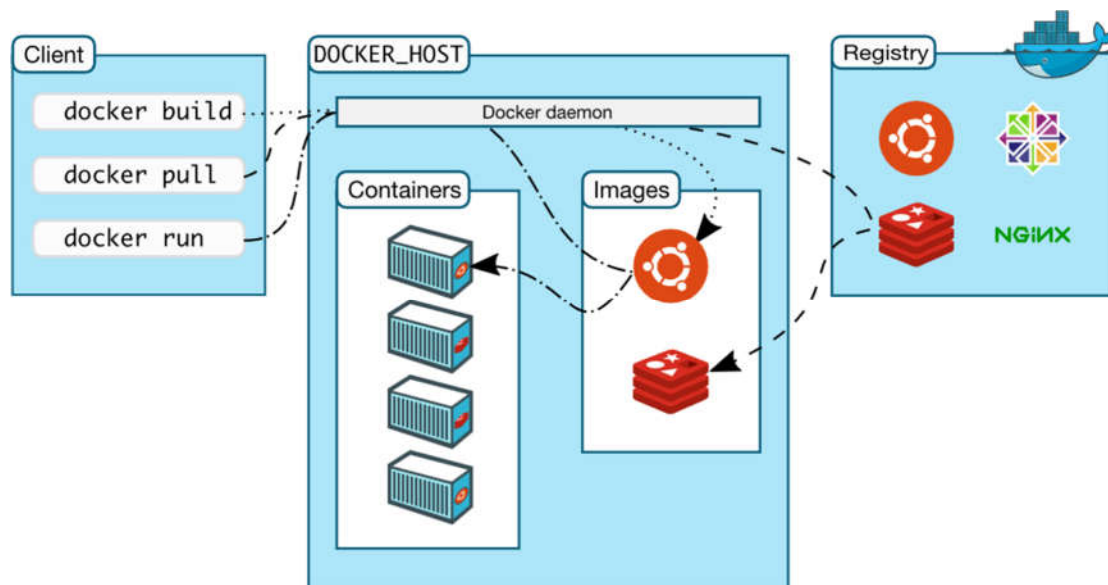 Client
docker build
docker pull
docker run
DOCKER_HOST
Docker daemon
Containers
Images
Registry
NGINX